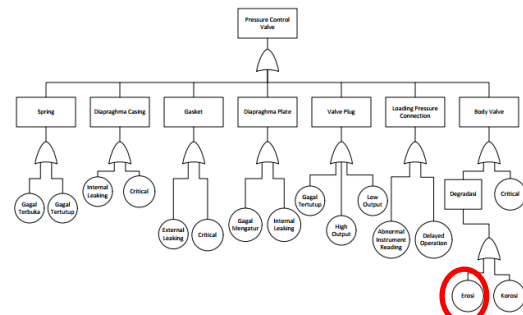 Pressure Control
Valve
Spring
Diapraghma Casing
Gasket
Diapraghma Plate
Valve Plug
Loading Pressure
Connection
Body Valve
Gagal
Terbuka
Gagal
Tertutup
Internal
Leaking
Critical
External
Leaking
Critical
Gagal
Mengatur
Internal
Leaking
Gagal
Tertutup
High
Output
Low
Output
Abnormal
Instrument
Reading
Delayed
Operation
Degradasi
Critical
Erosi
Korosi